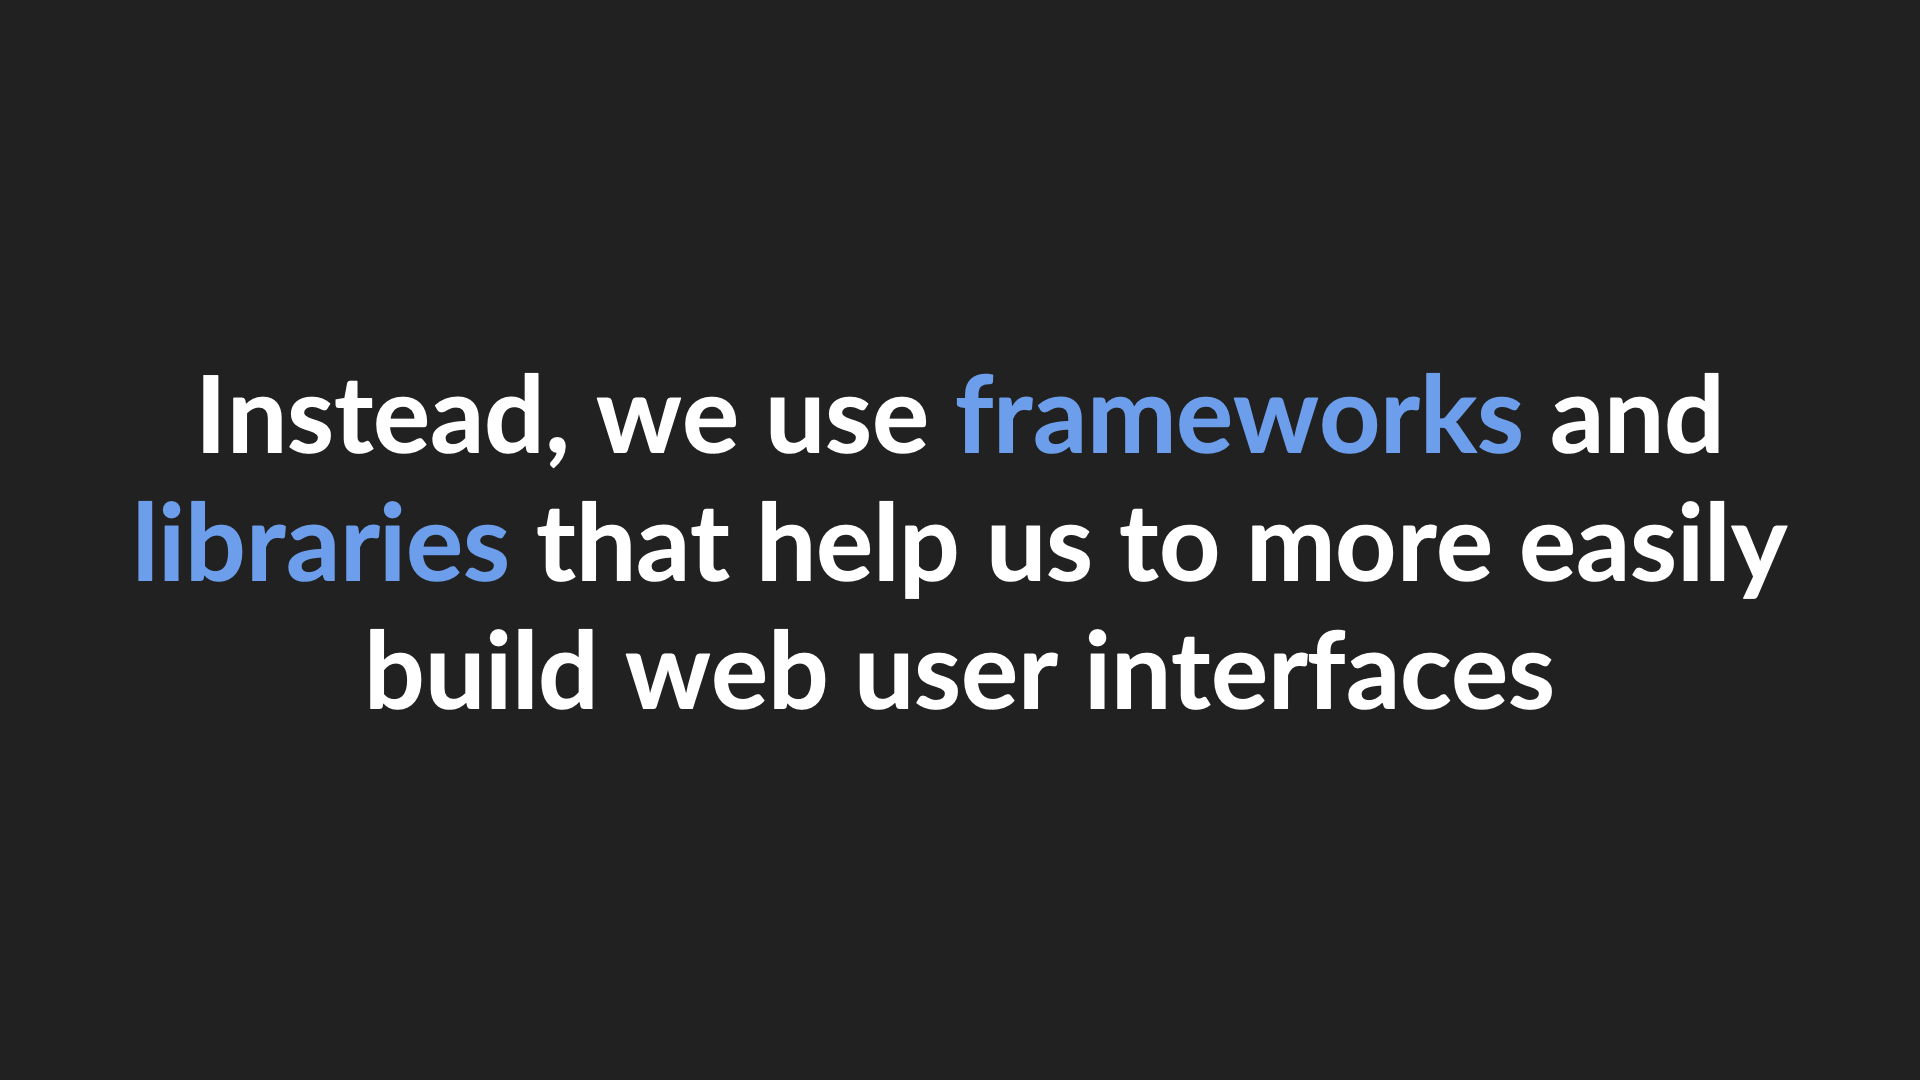 Instead, we use frameworks and
libraries that help us to more easily
build web user interfaces